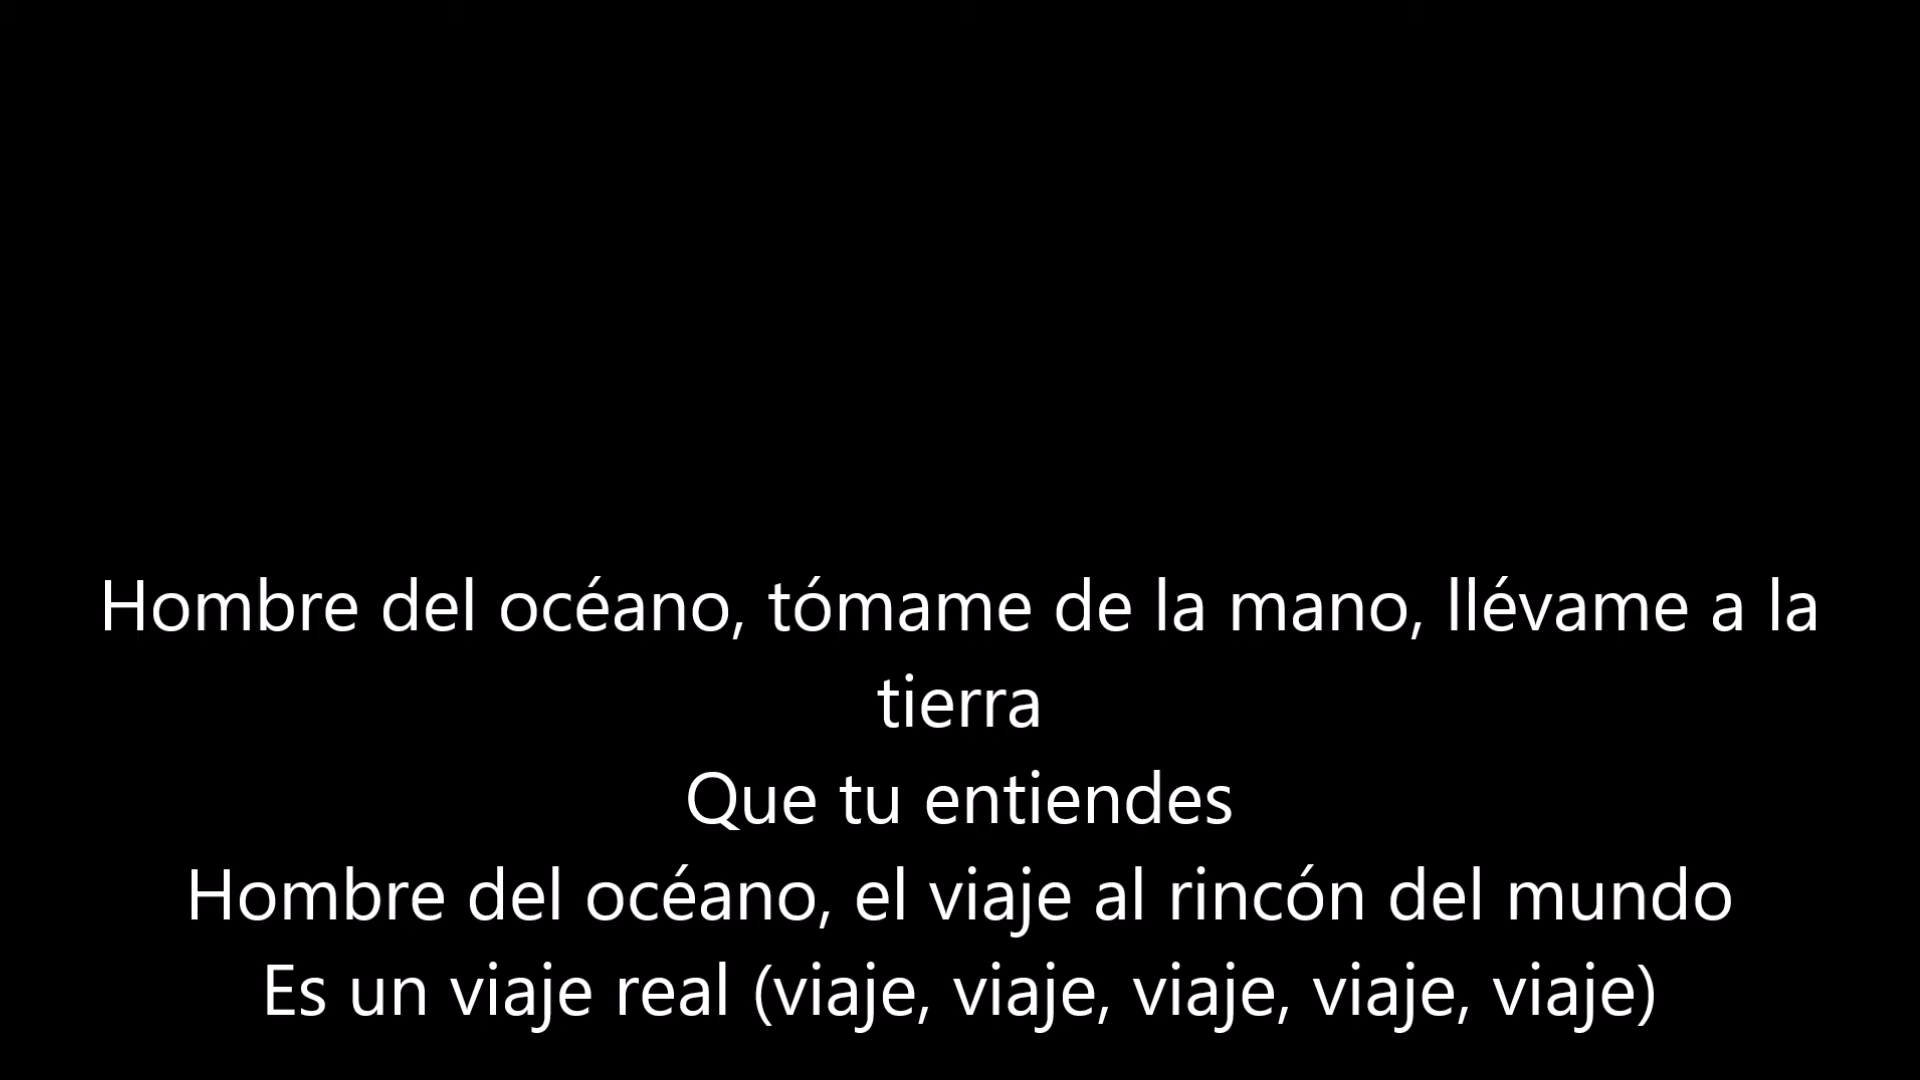 Hombre del océano, tómame de la mano, llévame a la
tierra
Que tu entiendes
Hombre del océano, el viaje al rincón del mundo
Es un viaje real (viaje, viaje, viaje, viaje, viaje)